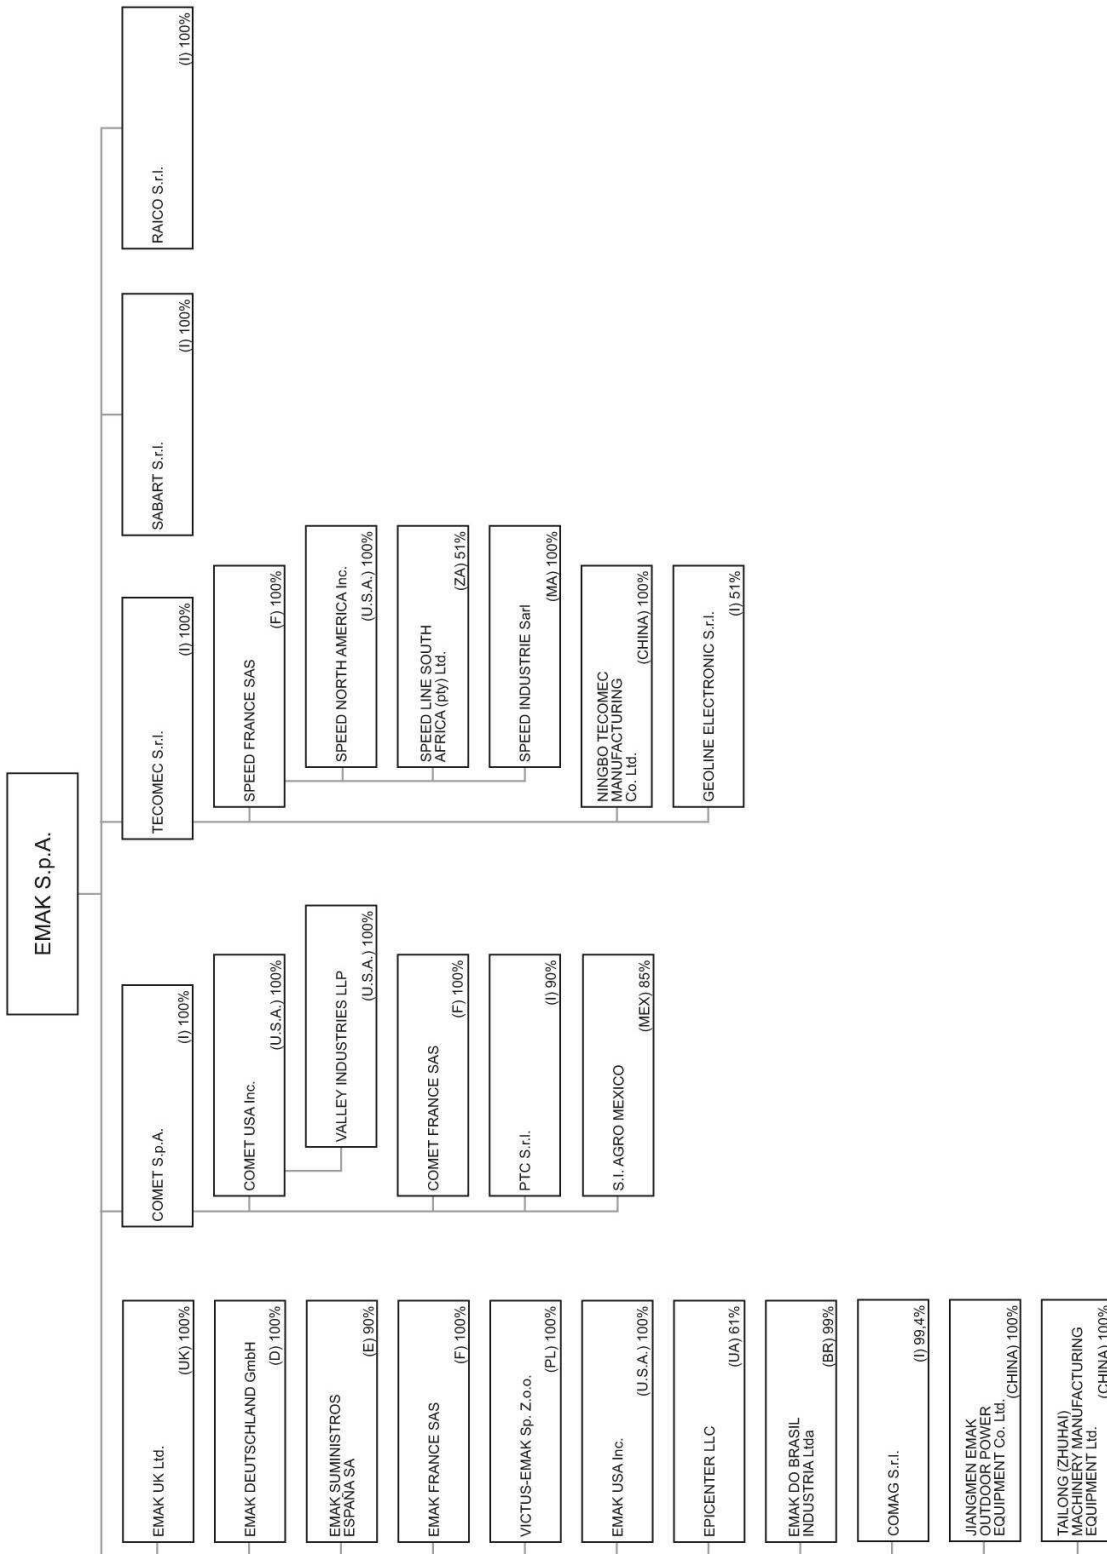 EMAK S.p.A.
EMAK UK Ltd.
(UK) 100%
EMAK DEUTSCHLAND GmbH
(D) 100%
EMAK SUMINISTROS
ESPAÑA SA
(E) 90%
EMAK FRANCE SAS
(F) 100%
VICTUS-EMAK Sp. Z.o.o.
(PL) 100%
EMAK USA Inc.
(U.S.A.) 100%
EPICENTER LLC
(UA) 61%
EMAK DO BRASIL
INDUSTRIA Ltda
(BR) 99%
COMAG S.r.l.
(I) 99,4%
JIANGMEN EMAK
OUTDOOR POWER
EQUIPMENT Co. Ltd.
(CHINA) 100%
TAILONG (ZHUHAI)
MACHINERY MANUFACTURING
EQUIPMENT Ltd.
(CHINA) 100%
COMET S.p.A.
(I) 100%
COMET USA Inc.
(U.S.A.) 100%
VALLEY INDUSTRIES LLP
(U.S.A.) 100%
COMET FRANCE SAS
(F) 100%
PTC S.r.l.
(I) 90%
S.I. AGRO MEXICO
(MEX) 85%
TECOMEC S.r.l.
(I) 100%
SPEED FRANCE SAS
(F) 100%
SPEED NORTH AMERICA Inc.
(U.S.A.) 100%
SPEED LINE SOUTH
AFRICA (pty) Ltd.
(ZA) 51%
SPEED INDUSTRIE Sarl
(MA) 100%
NINGBO TECOMEC
MANUFACTURING
Co. Ltd.
(CHINA) 100%
GEOLINE ELECTRONIC S.r.l.
(I) 51%
SABART S.r.l.
(I) 100%
RAICO S.r.l.
(I) 100%